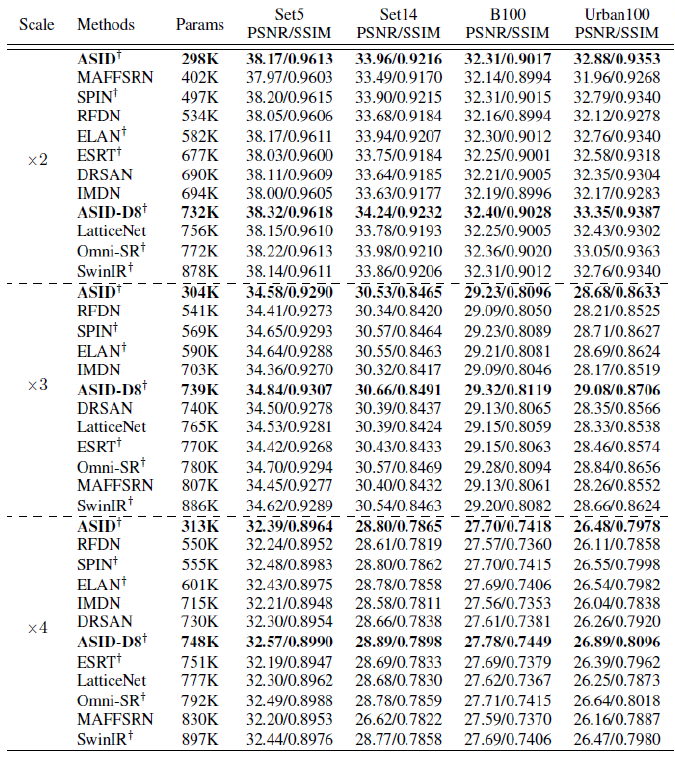 Scale Methods Params Set5 PSNR/SSIM Set14 PSNR/SSIM B100 PSNR/SSIM Urban100 PSNR/SSIM
×2
ASID† 298K 38.17/0.9613 33.96/0.9216 32.31/0.9017 32.88/0.9353
MAFFSRN 402K 37.97/0.9603 33.49/0.9170 32.14/0.8994 31.96/0.9268
SPIN† 497K 38.20/0.9615 33.90/0.9215 32.31/0.9015 32.79/0.9340
RFDN 534K 38.05/0.9606 33.68/0.9184 32.16/0.8994 32.12/0.9278
ELAN† 582K 38.17/0.9611 33.94/0.9207 32.30/0.9012 32.76/0.9340
ESRT† 677K 38.03/0.9600 33.75/0.9184 32.25/0.9001 32.58/0.9318
DRSAN 690K 38.11/0.9609 33.64/0.9185 32.21/0.9005 32.35/0.9304
IMDN 694K 38.00/0.9605 33.63/0.9177 32.19/0.8996 32.17/0.9283
ASID-D8† 732K 38.32/0.9618 34.24/0.9232 32.40/0.9028 33.35/0.9387
LatticeNet 756K 38.15/0.9610 33.78/0.9193 32.25/0.9005 32.43/0.9302
Omni-SR† 772K 38.22/0.9613 33.98/0.9210 32.36/0.9020 33.05/0.9363
SwinIR† 878K 38.14/0.9611 33.86/0.9206 32.31/0.9012 32.76/0.9340
×3
ASID† 304K 34.58/0.9290 30.53/0.8465 29.23/0.8096 28.68/0.8633
RFDN 541K 34.41/0.9273 30.34/0.8420 29.09/0.8050 28.21/0.8525
SPIN† 569K 34.65/0.9293 30.57/0.8464 29.23/0.8089 28.71/0.8627
ELAN† 590K 34.64/0.9288 30.55/0.8463 29.21/0.8081 28.69/0.8624
IMDN 703K 34.36/0.9270 30.32/0.8417 29.09/0.8046 28.17/0.8519
ASID-D8† 739K 34.84/0.9307 30.66/0.8491 29.32/0.8119 29.08/0.8706
DRSAN 740K 34.50/0.9278 30.39/0.8437 29.13/0.8065 28.35/0.8566
LatticeNet 765K 34.53/0.9281 30.39/0.8424 29.15/0.8059 28.33/0.8538
ESRT† 770K 34.42/0.9268 30.43/0.8433 29.15/0.8063 28.46/0.8574
Omni-SR† 780K 34.70/0.9294 30.57/0.8469 29.28/0.8094 28.84/0.8656
MAFFSRN 807K 34.45/0.9277 30.40/0.8432 29.13/0.8061 28.26/0.8552
SwinIR† 886K 34.62/0.9289 30.54/0.8463 29.20/0.8082 28.66/0.8624
×4
ASID† 313K 32.39/0.8964 28.80/0.7865 27.70/0.7418 26.48/0.7978
RFDN 550K 32.24/0.8952 28.61/0.7819 27.57/0.7360 26.11/0.7858
SPIN† 555K 32.48/0.8983 28.80/0.7862 27.70/0.7415 26.55/0.7998
ELAN† 601K 32.43/0.8975 28.78/0.7858 27.69/0.7406 26.54/0.7982
IMDN 715K 32.21/0.8948 28.58/0.7811 27.56/0.7353 26.04/0.7838
DRSAN 730K 32.30/0.8954 28.66/0.7838 27.61/0.7381 26.26/0.7920
ASID-D8† 748K 32.57/0.8990 28.89/0.7898 27.78/0.7449 26.89/0.8096
ESRT† 751K 32.19/0.8947 28.69/0.7833 27.69/0.7379 26.39/0.7962
LatticeNet 777K 32.30/0.8962 28.68/0.7830 27.62/0.7367 26.25/0.7873
Omni-SR† 792K 32.49/0.8988 28.78/0.7859 27.71/0.7415 26.64/0.8018
MAFFSRN 830K 32.20/0.8953 26.62/0.7822 27.59/0.7370 26.16/0.7887
SwinIR† 897K 32.44/0.8976 28.77/0.7858 27.69/0.7406 26.47/0.7980